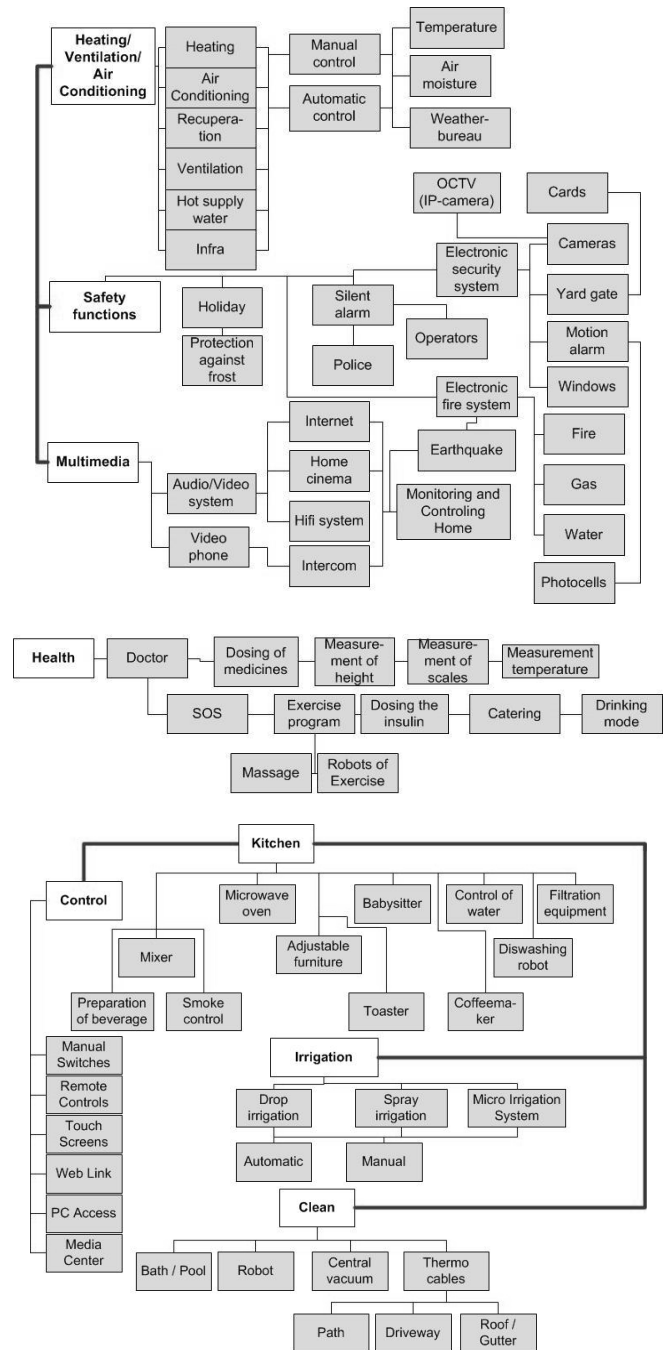 Heating/
Ventilation/
Air
Conditioning
Heating
Air
Conditioning
Recupera-
tion
Ventilation
Hot supply
water
Infra
Manual
control
Automatic
control
Temperature
Air
moisture
Weather-
bureau
OCTV
(IP-camera)
Cards
Electronic
security
system
Cameras
Yard gate
Motion
alarm
Windows
Safety
functions
Holiday
Protection
against
frost
Silent
alarm
Police
Operators
Electronic
fire system
Earthquake
Fire
Gas
Water
Photocells
Multimedia
Audio/Video
system
Video
phone
Internet
Home
cinema
Hifi system
Intercom
Monitoring and
Controling
Home
Health
Doctor
Dosing of
medicines
Measure-
ment of
height
Measure-
ment of
scales
Measurement
temperature
SOS
Exercise
program
Dosing the
insulin
Catering
Drinking
mode
Massage
Robots of
Exercise
Kitchen
Control
Microwave
oven
Babysitter
Control of
water
Filtration
equipment
Mixer
Adjustable
furniture
Diswashing
robot
Preparation
of beverage
Smoke
control
Toaster
Coffeema-
ker
Manual
Switches
Remote
Controls
Touch
Screens
Web Link
PC Access
Media
Center
Irrigation
Drop
irrigation
Spray
irrigation
Micro Irrigation
System
Automatic
Manual
Clean
Bath / Pool
Robot
Central
vacuum
Thermo
cables
Path
Driveway
Roof /
Gutter